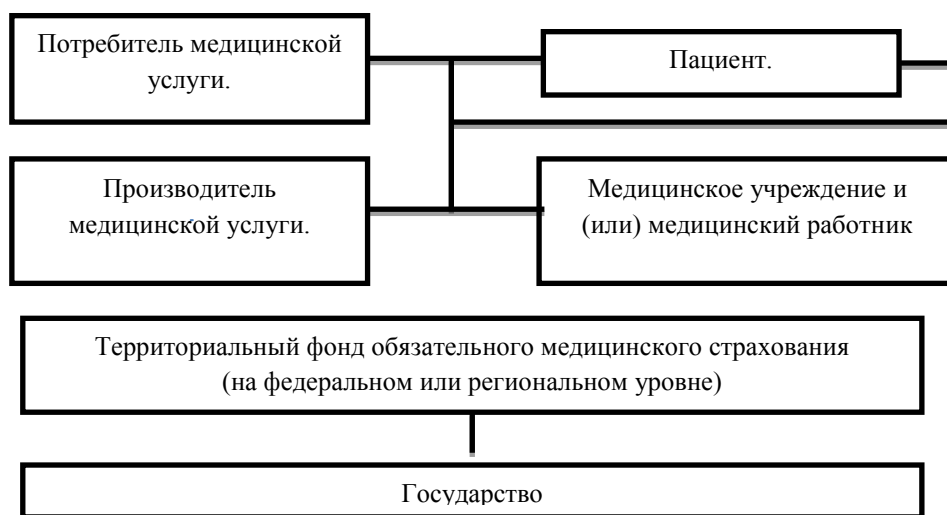 Потребитель медицинской
услуги.
Пациент.
Производитель
медицинской услуги.
Медицинское учреждение и
(или) медицинский работник
Территориальный фонд обязательного медицинского страхования
(на федеральном или региональном уровне)
Государство